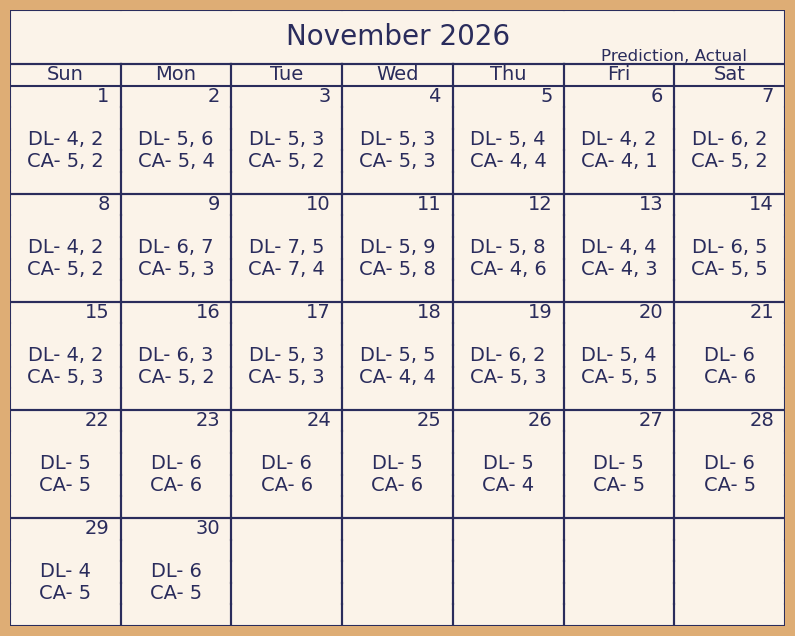 November 2026
Prediction, Actual
Sun Mon Tue Wed Thu Fri Sat
1 2 3 4 5 6 7
DL- 4, 2 DL- 5, 6 DL- 5, 3 DL- 5, 3 DL- 5, 4 DL- 4, 2 DL- 6, 2
CA- 5, 2 CA- 5, 4 CA- 5, 2 CA- 5, 3 CA- 4, 4 CA- 4, 1 CA- 5, 2
8 9 10 11 12 13 14
DL- 4, 2 DL- 6, 7 DL- 7, 5 DL- 5, 9 DL- 5, 8 DL- 4, 4 DL- 6, 5
CA- 5, 2 CA- 5, 3 CA- 7, 4 CA- 5, 8 CA- 4, 6 CA- 4, 3 CA- 5, 5
15 16 17 18 19 20 21
DL- 4, 2 DL- 6, 3 DL- 5, 3 DL- 5, 5 DL- 6, 2 DL- 5, 4 DL- 6
CA- 5, 3 CA- 5, 2 CA- 5, 3 CA- 4, 4 CA- 5, 3 CA- 5, 5 CA- 6
22 23 24 25 26 27 28
DL- 5 DL- 6 DL- 6 DL- 5 DL- 5 DL- 5 DL- 6
CA- 5 CA- 6 CA- 6 CA- 6 CA- 4 CA- 5 CA- 5
29 30
DL- 4 DL- 6
CA- 5 CA- 5